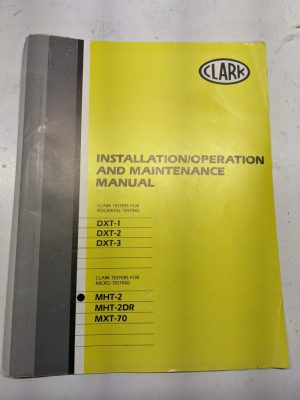 CLARK
INSTALLATION/OPERATION
AND MAINTENANCE
MANUAL
CLARK TESTERS FOR
ROCKWELL TESTING
DXT-1
DXT-2
DXT-3
CLARK TESTERS FOR
MICRO TESTING
MHT-2
MHT-2DR
MXT-70